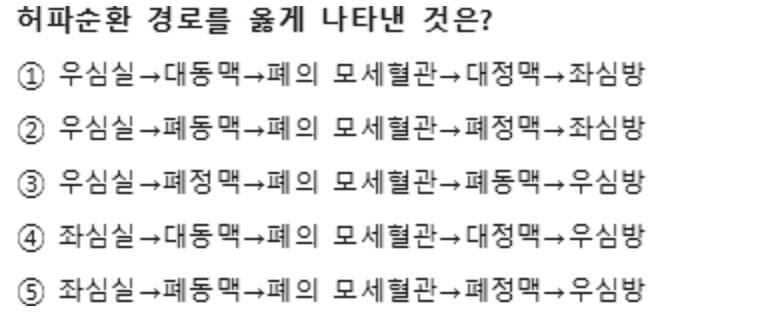 허파순환 경로를 옳게 나타낸 것은?
① 우심실→대동맥→폐의 모세혈관→대정맥→좌심방
② 우심실→폐동맥→폐의 모세혈관→폐정맥→좌심방
③ 우심실→폐정맥→폐의 모세혈관→폐동맥→우심방
④ 좌심실→대동맥→폐의 모세혈관→대정맥→우심방
⑤ 좌심실→폐동맥→폐의 모세혈관→폐정맥→우심방